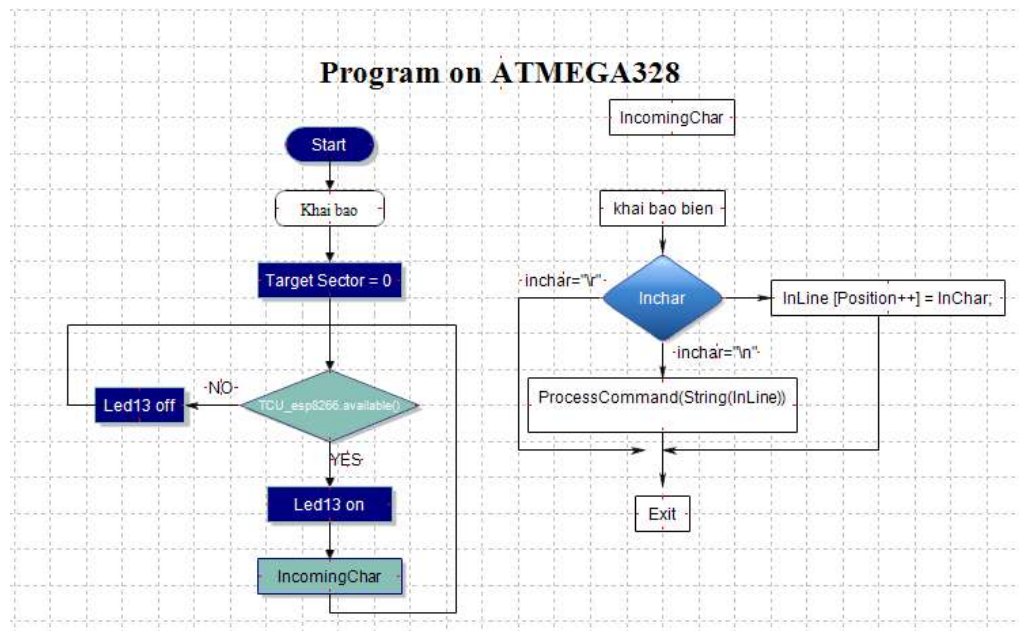 Program on ATMEGA328
Start
Khai bao
Target Sector = 0
TCU_esp8266.available()
NO
Led13 off
YES
Led13 on
IncomingChar
IncomingChar
khai bao bien
Inchar
inchar="\r"
InLine [Position++] = InChar;
inchar="\n"
ProcessCommand(String(InLine))
Exit